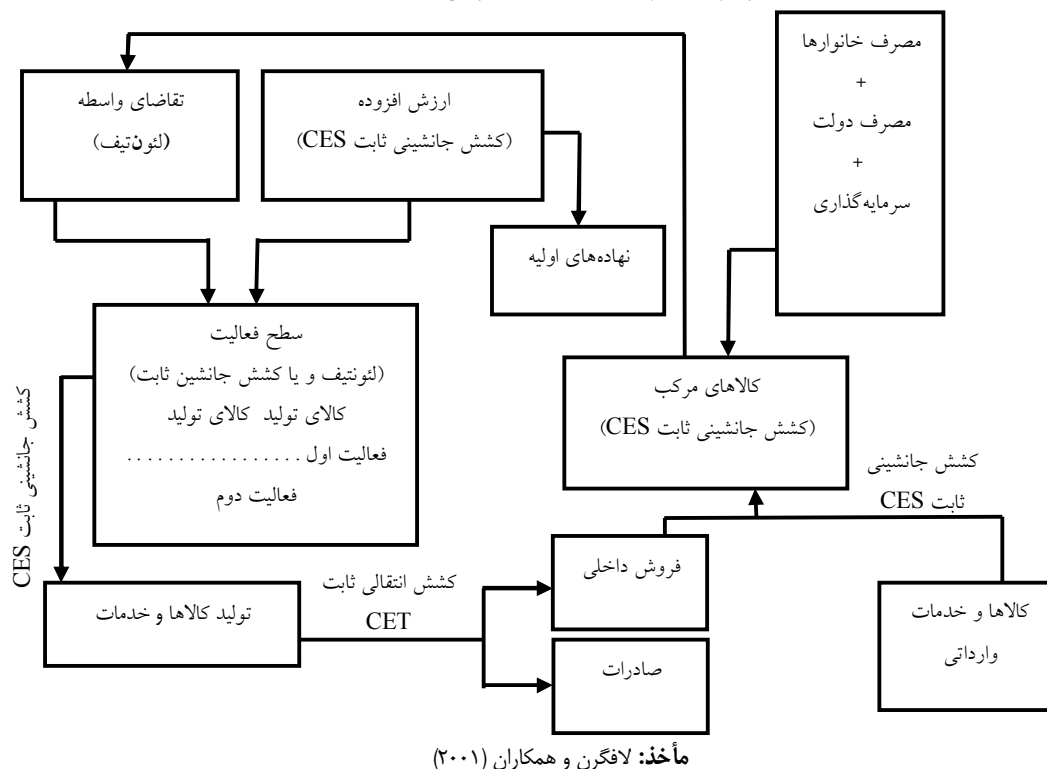 مصرف خانوارها
+
مصرف دولت
+
سرمایه‌گذاری
ارزش افزوده
(کشش جانشینی ثابت CES)
تقاضای واسطه
(لئون‌تیف)
نهاده‌های اولیه
سطح فعالیت
(لئونتیف و یا کشش جانشین ثابت)
کالای تولید کالای تولید
فعالیت اول . . . . . . . . . . . . . . . . .
فعالیت دوم
کالاهای مرکب
(کشش جانشینی ثابت CES)
کشش جانشینی ثابت CES
کشش جانشینی
ثابت CES
فروش داخلی
کشش انتقالی ثابت
CET
تولید کالاها و خدمات
کالاها و خدمات
وارداتی
صادرات
مأخذ: لافگرن و همکاران (۲۰۰۱)